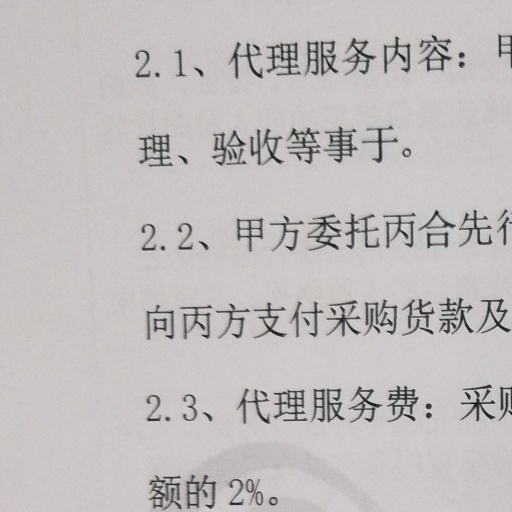 2.1、代理服务内容：甲
理、验收等事于。
2.2、甲方委托丙合先行
向丙方支付采购货款及
2.3、代理服务费：采购
额的 2%。